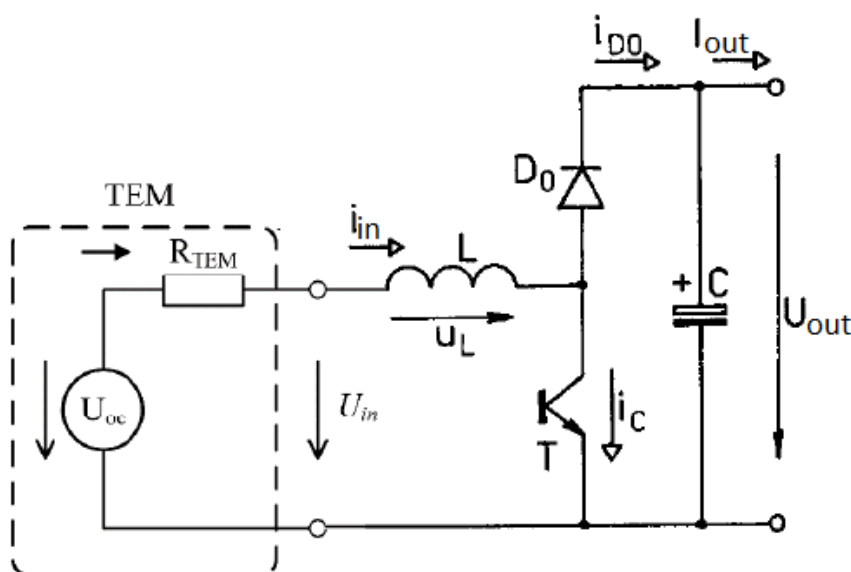 i_D0
I_out
D_0
TEM
i_in
R_TEM
L
+ C
u_L
U_out
U_oc
U_in
i_C
T